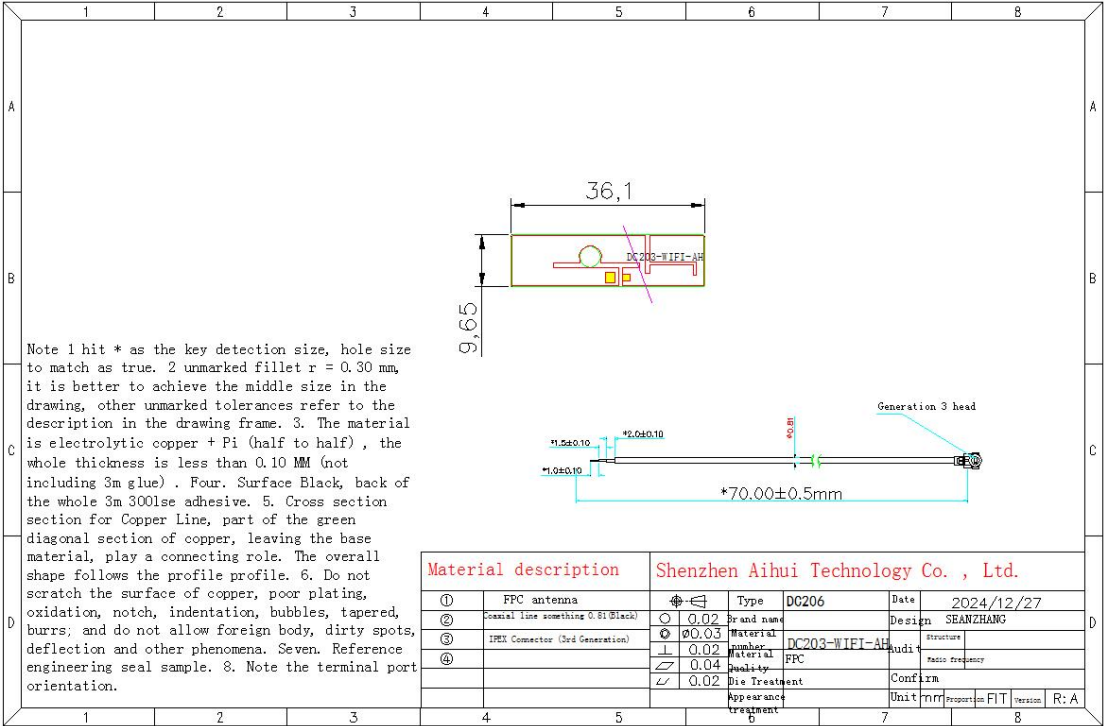 1 2 3 4 5 6 7 8
A A
36,1
DC203-WIFI-AH
B B
9,65
Note 1 hit * as the key detection size, hole size
to match as true. 2 unmarked fillet r = 0.30 mm,
it is better to achieve the middle size in the
drawing, other unmarked tolerances refer to the
description in the drawing frame. 3. The material
is electrolytic copper + Pi (half to half) , the
whole thickness is less than 0.10 MM (not
including 3m glue) . Four. Surface Black, back of
the whole 3m 300lse adhesive. 5. Cross section
section for Copper Line, part of the green
diagonal section of copper, leaving the base
material, play a connecting role. The overall
shape follows the profile profile. 6. Do not
scratch the surface of copper, poor plating,
oxidation, notch, indentation, bubbles, tapered,
burrs; and do not allow foreign body, dirty spots,
deflection and other phenomena. Seven. Reference
engineering seal sample. 8. Note the terminal port
orientation.
C C
Generation 3 head
*1.5±0.10
*2.0±0.10
*0.81
*1.0±0.10
*70.00±0.5mm
D D
Material description
① FPC antenna
② Coaxial line something 0.81(Black)
③ IPEX Connector (3rd Generation)
④
Shenzhen Aihui Technology Co. , Ltd.
Type DC206 Date 2024/12/27
0.02 Brand name Design SEANZHANG
ø0.03 Material number DC203-WIFI-AH Audit Structure
0.02 Material Quality FPC Radio frequency
0.04
0.02 Die Treatment Confirm
Appearance treatment Unit mm Proportion FIT Version R:A
1 2 3 4 5 6 7 8